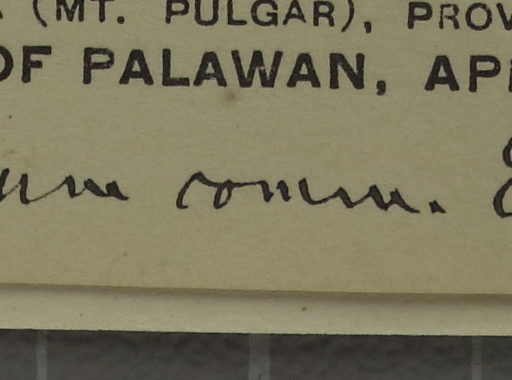 (MT. PULGAR), PROV
OF PALAWAN, AP
comm.